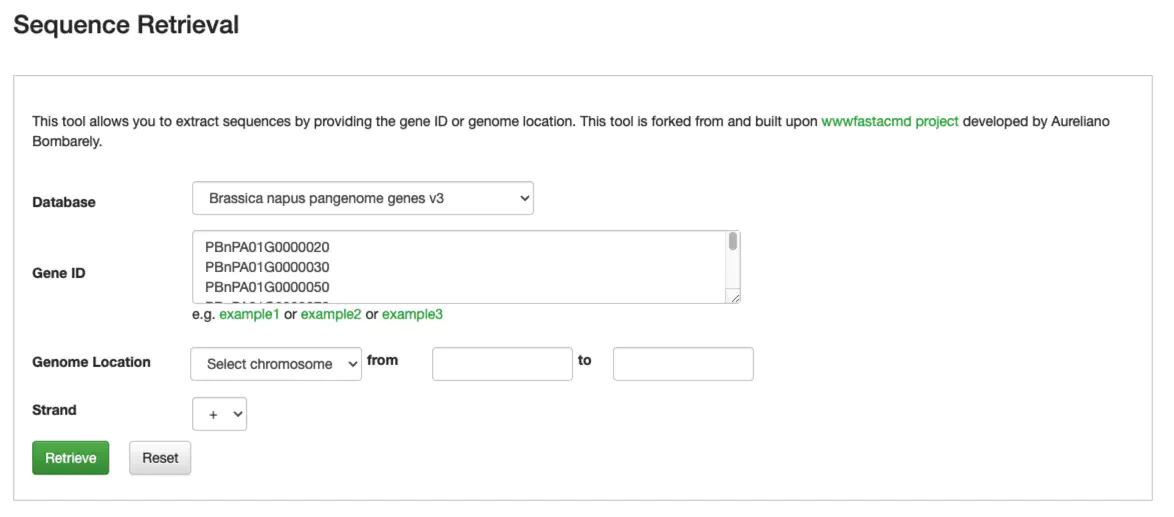 Sequence Retrieval
This tool allows you to extract sequences by providing the gene ID or genome location. This tool is forked from and built upon wwwfastacmd project developed by Aureliano
Bombarely.
Database Brassica napus pangenome genes v3
Gene ID
PBnPA01G0000020
PBnPA01G0000030
PBnPA01G0000050
e.g. example1 or example2 or example3
Genome Location Select chromosome from to
Strand +
Retrieve Reset